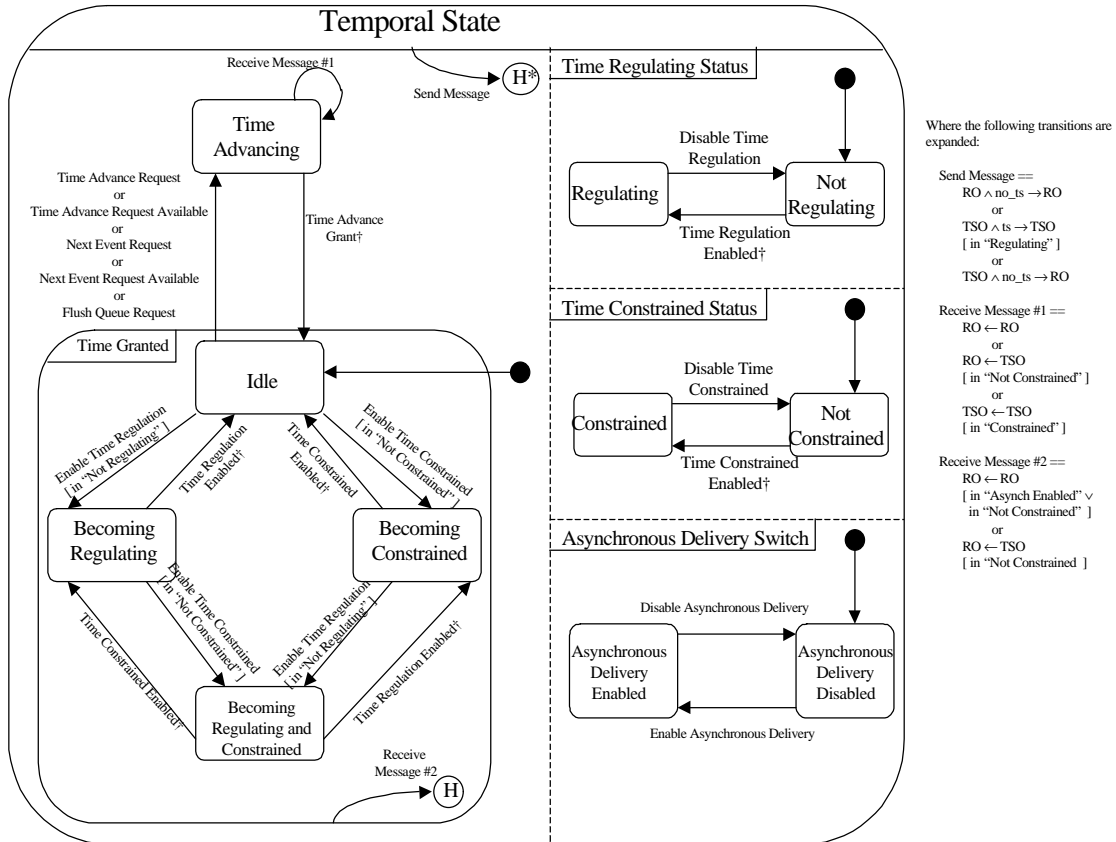 Temporal State
Receive Message #1
Send Message
H*
Time
Advancing
Time Advance Request
or
Time Advance Request Available
or
Next Event Request
or
Next Event Request Available
or
Flush Queue Request
Time Advance
Grant†
Time Granted
Idle
Enable Time Regulation
[ in “Not Regulating” ]
Time Regulation
Enabled†
Time Constrained
Enabled†
Enable Time Constrained
[ in “Not Constrained” ]
Becoming
Regulating
Becoming
Constrained
Enable Time Constrained
[ in “Not Constrained” ]
Enable Time Regulation
[ in “Not Regulating” ]
Time Constrained Enabled†
Time Regulation Enabled†
Becoming
Regulating and
Constrained
Receive
Message #2
H
Time Regulating Status
Disable Time
Regulation
Regulating
Not
Regulating
Time Regulation
Enabled†
Time Constrained Status
Disable Time
Constrained
Constrained
Not
Constrained
Time Constrained
Enabled†
Asynchronous Delivery Switch
Disable Asynchronous Delivery
Asynchronous
Delivery
Enabled
Asynchronous
Delivery
Disabled
Enable Asynchronous Delivery
Where the following transitions are
expanded:
Send Message ==
RO ∧ no_ts → RO
or
TSO ∧ ts → TSO
[ in “Regulating” ]
or
TSO ∧ no_ts → RO
Receive Message #1 ==
RO ← RO
or
RO ← TSO
[ in “Not Constrained” ]
or
TSO ← TSO
[ in “Constrained” ]
Receive Message #2 ==
RO ← RO
[ in “Asynch Enabled” ∨
in “Not Constrained” ]
or
RO ← TSO
[ in “Not Constrained ]